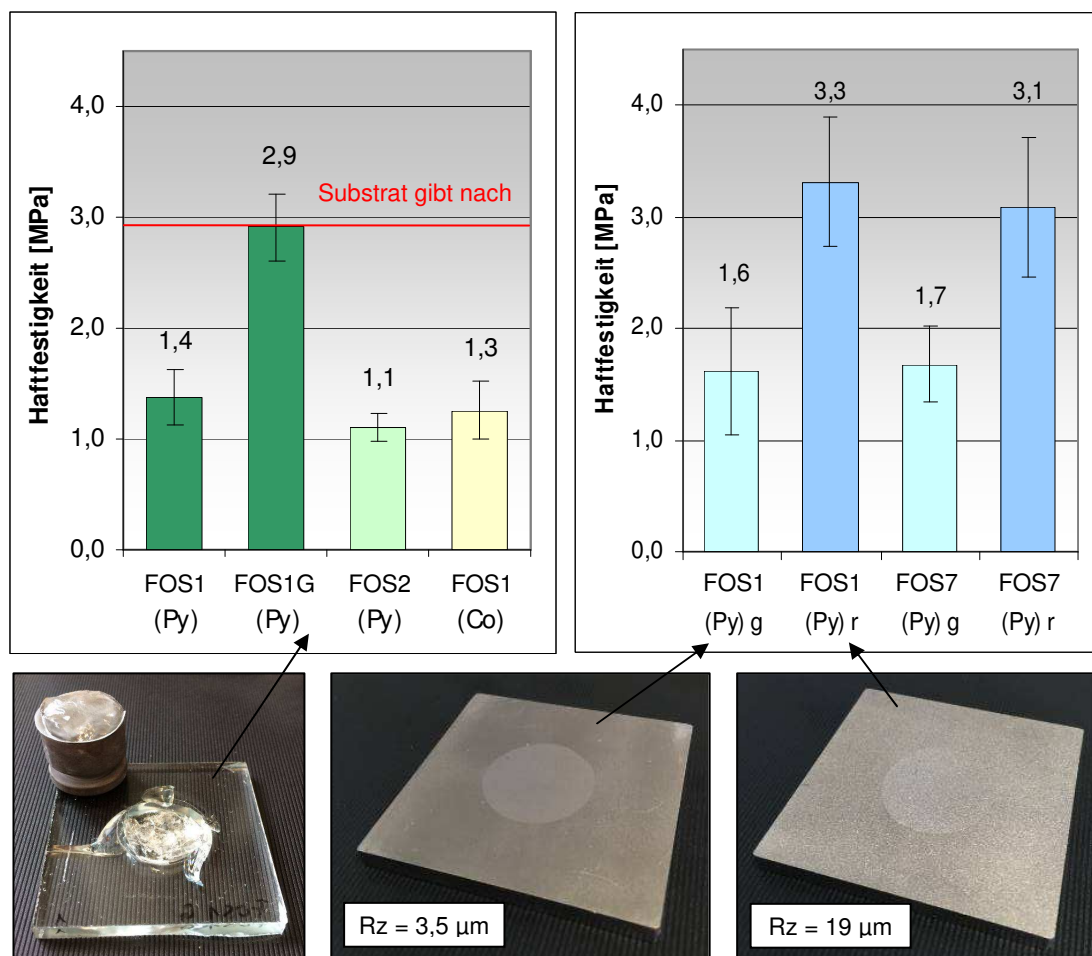 Haftfestigkeit [MPa]
4,0
3,0
2,0
1,0
0,0
2,9
Substrat gibt nach
1,4
1,1
1,3
FOS1 FOS1G FOS2 FOS1
(Py) (Py) (Py) (Co)
Haftfestigkeit [MPa]
4,0
3,0
2,0
1,0
0,0
3,3
3,1
1,6
1,7
FOS1 FOS1 FOS7 FOS7
(Py) g (Py) r (Py) g (Py) r
Rz = 3,5 µm
Rz = 19 µm